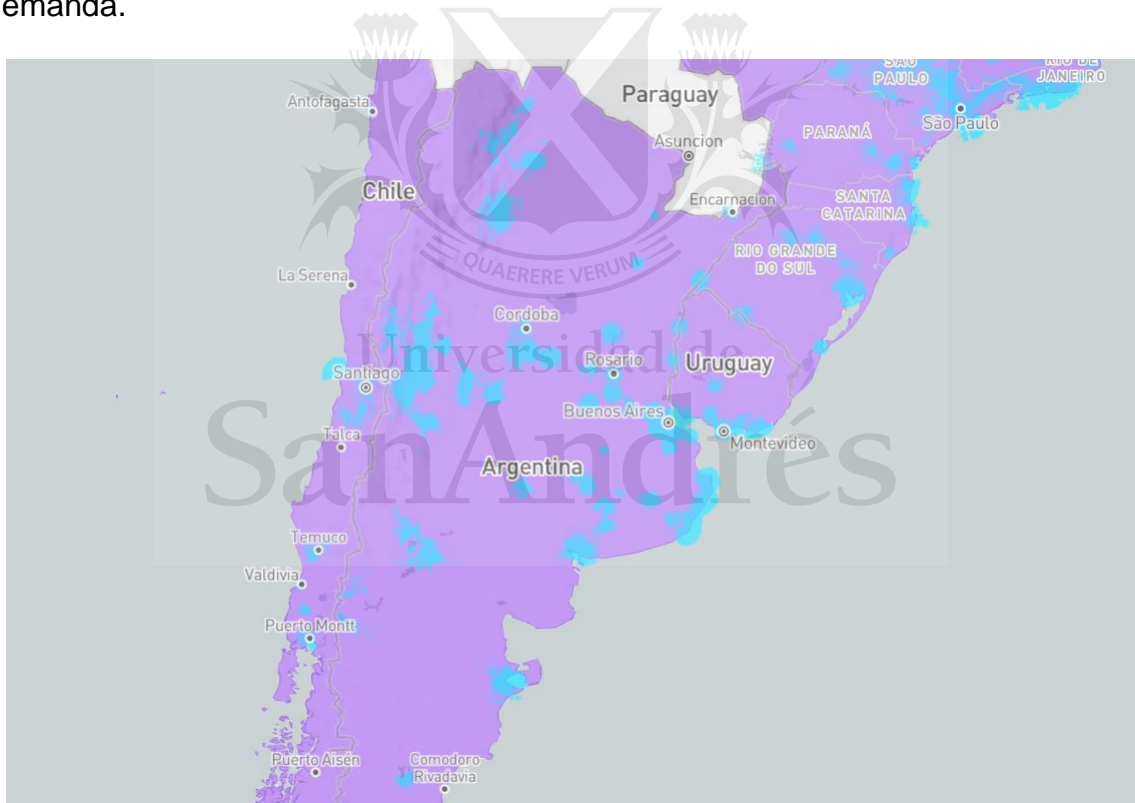 emanda.
SÃO
PAULO
RIO DE
JANEIRO
Antofagasta
Paraguay
São Paulo
PARANÁ
Asuncion
Chile
Encarnacion
SANTA
CATARINA
QUAERERE VERUM
RIO GRANDE
DO SUL
La Serena
Cordoba
Universidad de
Rosario
Uruguay
Santiago
SanAndrés
Buenos Aires
Talca
Montevideo
Argentina
Temuco
Valdivia
Puerto Montt
Puerto Aisén
Comodoro
Rivadavia